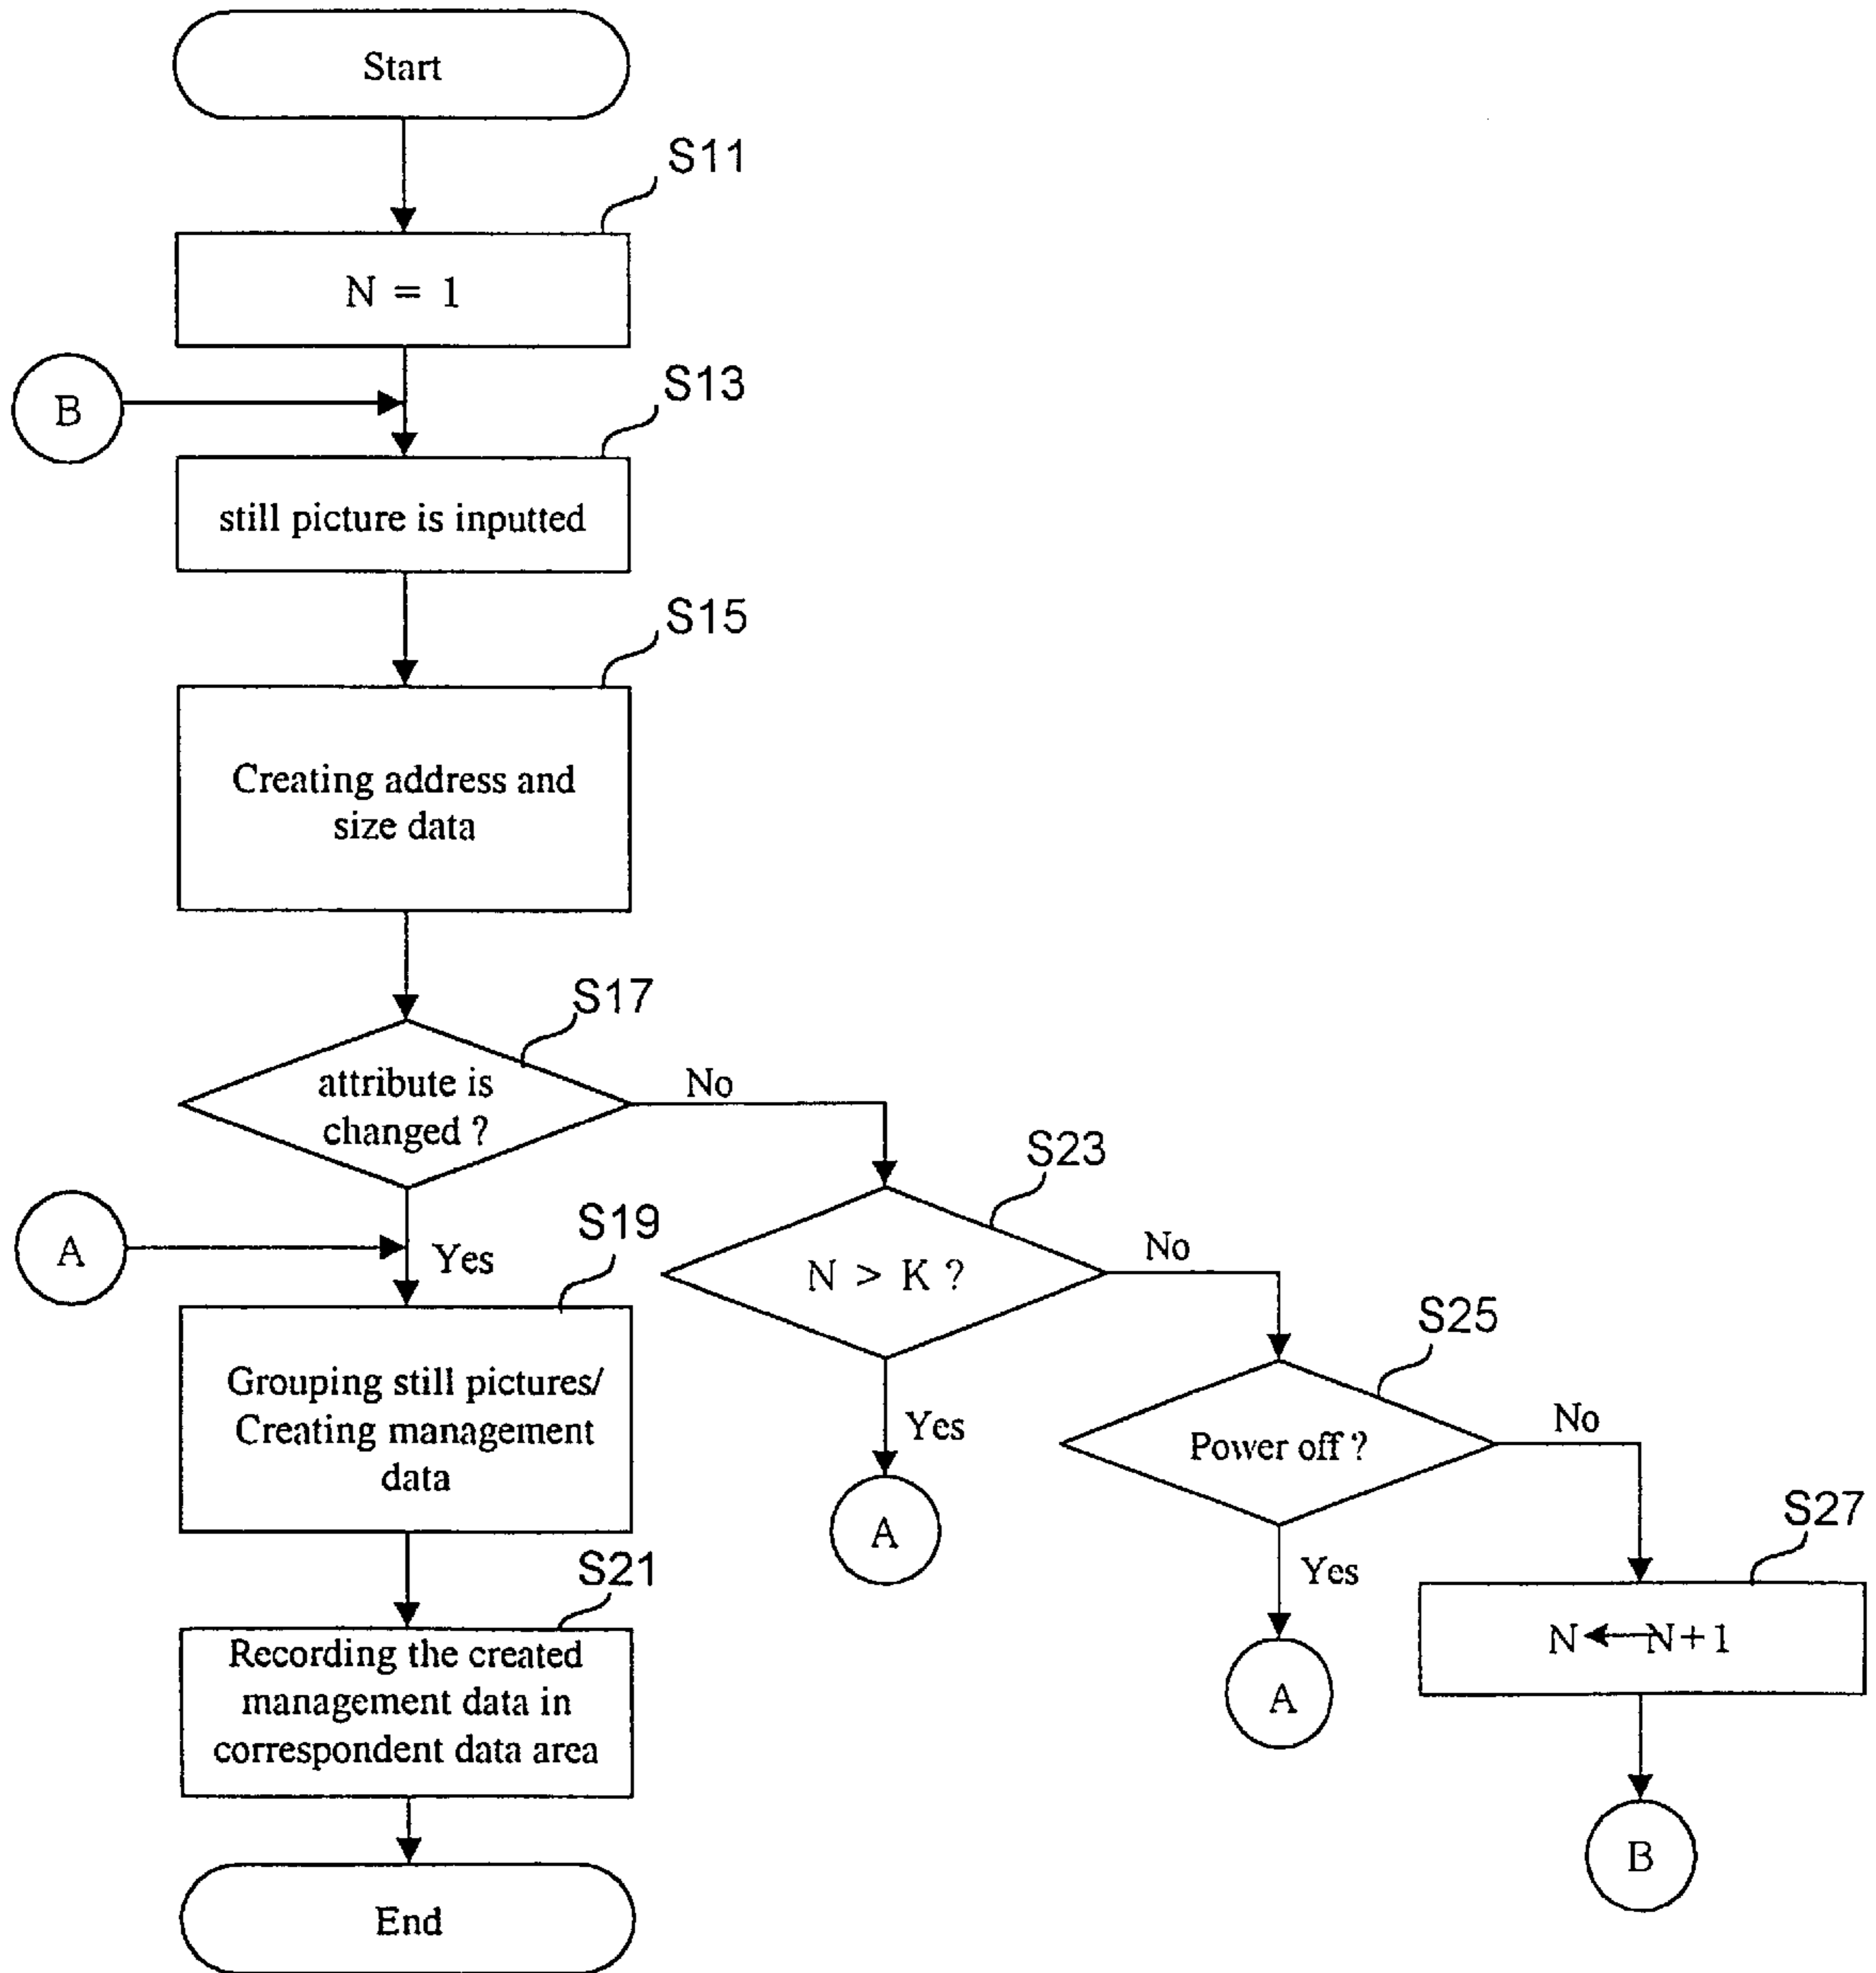 Start
S11
N = 1
B
S13
still picture is inputted
S15
Creating address and
size data
S17
attribute is
changed ?
No
S23
N > K ?
No
Yes
A
S25
Power off ?
No
Yes
A
S27
N←N+1
B
A
Yes
S19
Grouping still pictures/
Creating management
data
S21
Recording the created
management data in
correspondent data area
End